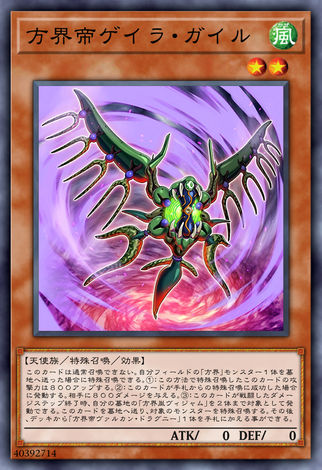 方界帝ゲイラ・ガイル
風
【天使族／特殊召喚／効果】
このカードは通常召喚できない。自分フィールドの「方界」モンスター１体を墓
地へ送った場合に特殊召喚できる。①：この方法で特殊召喚したこのカードの攻
撃力は８００アップする。②：このカードが手札からの特殊召喚に成功した場合
に発動する。相手に８００ダメージを与える。③：このカードが戦闘したダメー
ジステップ終了時、自分の墓地の「方界胤ヴィジャム」を２体まで対象として発
動できる。このカードを墓地へ送り、対象のモンスターを特殊召喚する。その後
、デッキから「方界帝ヴァルカン・ドラグニー」１体を手札に加える事ができる。
ATK/ 0 DEF/ 0
40392714